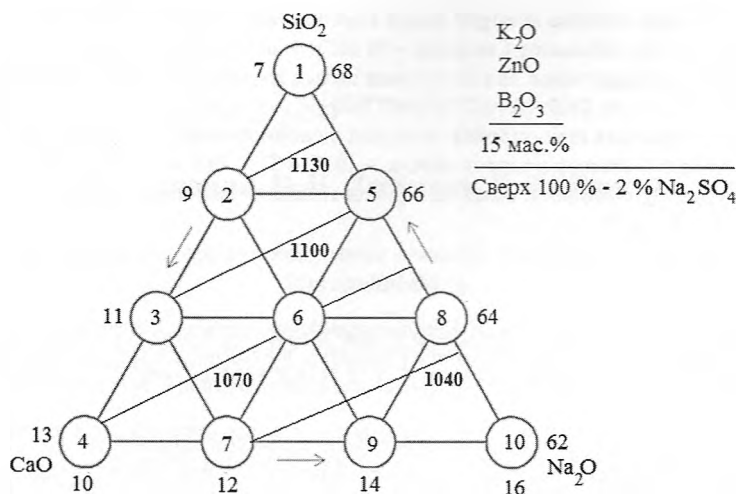 SiO₂
7 1 68
K₂O
ZnO
B₂O₃
15 мас.%
Сверх 100 % - 2 % Na₂SO₄
1130
9 2 5 66
1100
11 3 6 8 64
1070 1040
13 4 7 9 10 62
CaO Na₂O
10 12 14 16